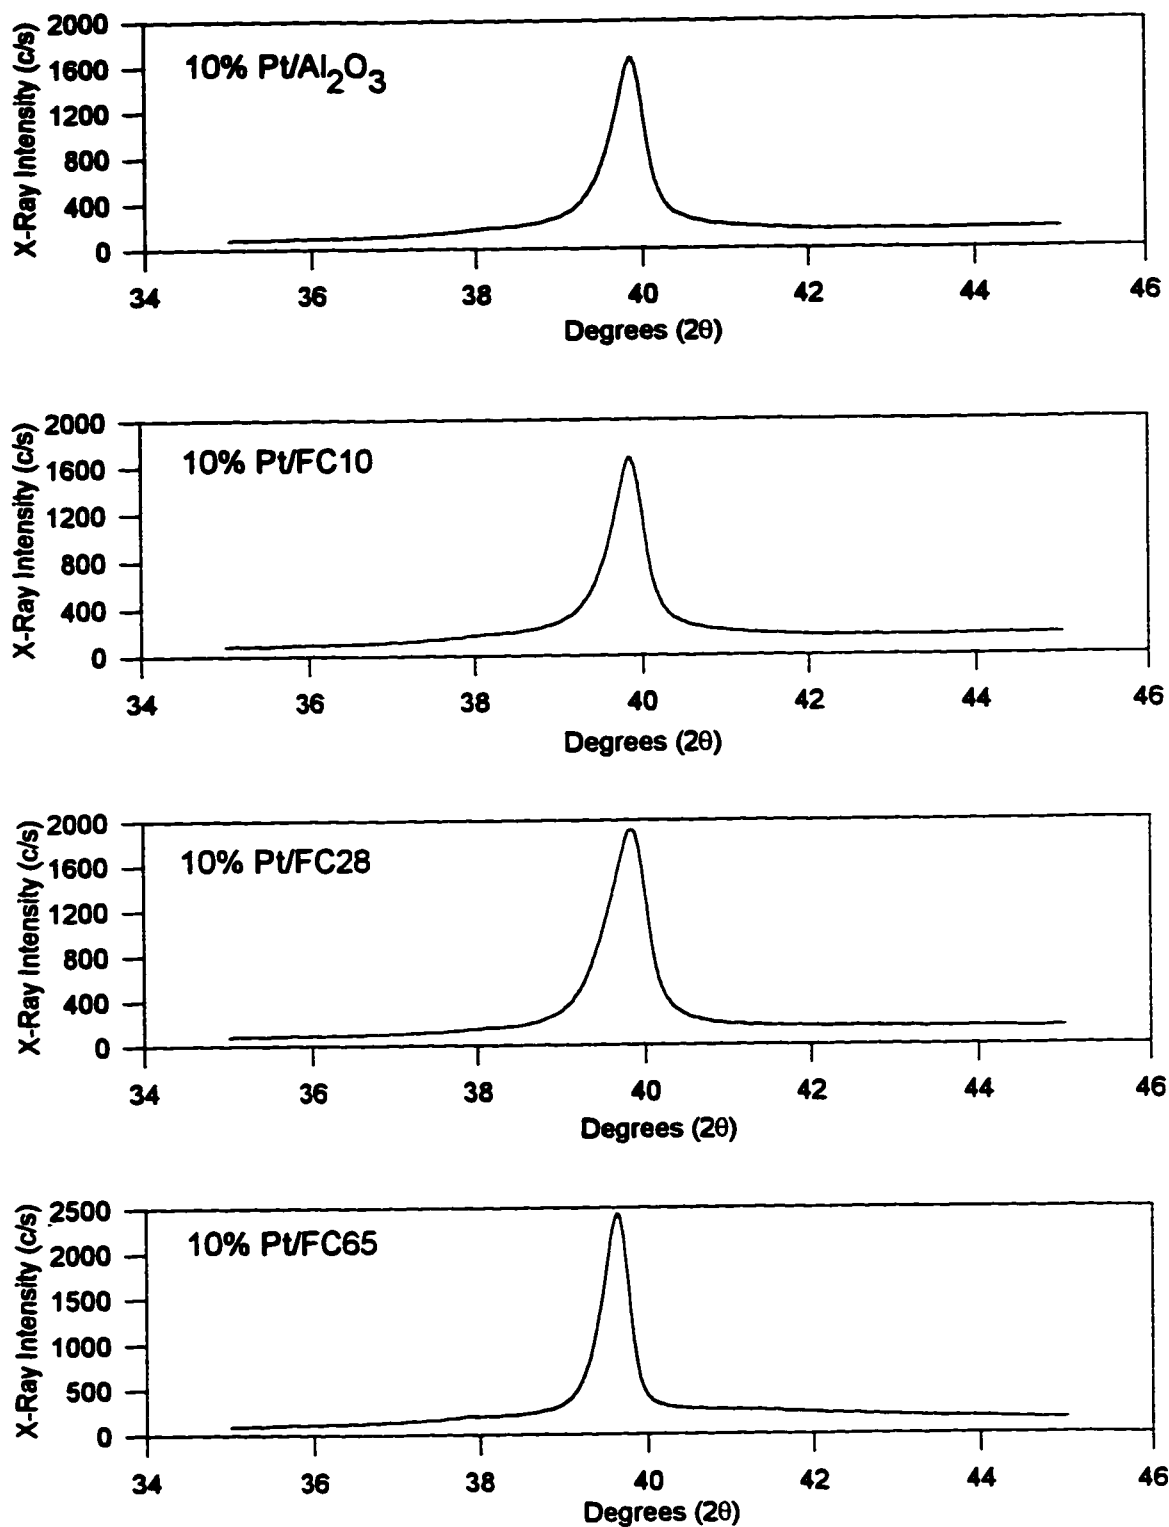 X-Ray Intensity (c/s)
2000
1600
1200
800
400
0
10% Pt/Al₂O₃
34 36 38 40 42 44 46
Degrees (2θ)
X-Ray Intensity (c/s)
2000
1600
1200
800
400
0
10% Pt/FC10
34 36 38 40 42 44 46
Degrees (2θ)
X-Ray Intensity (c/s)
2000
1600
1200
800
400
0
10% Pt/FC28
34 36 38 40 42 44 46
Degrees (2θ)
X-Ray Intensity (c/s)
2500
2000
1500
1000
500
0
10% Pt/FC65
34 36 38 40 42 44 46
Degrees (2θ)